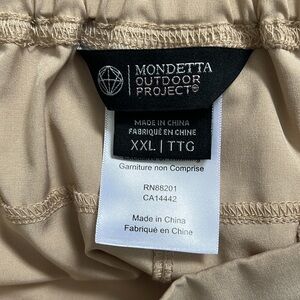 MONDETTA
OUTDOOR
PROJECT®
MADE IN CHINA
FABRIQUÉ EN CHINE
XXL | TTG
Garniture non Comprise
RN88201
CA14442
Made in China
Fabriqué en Chine